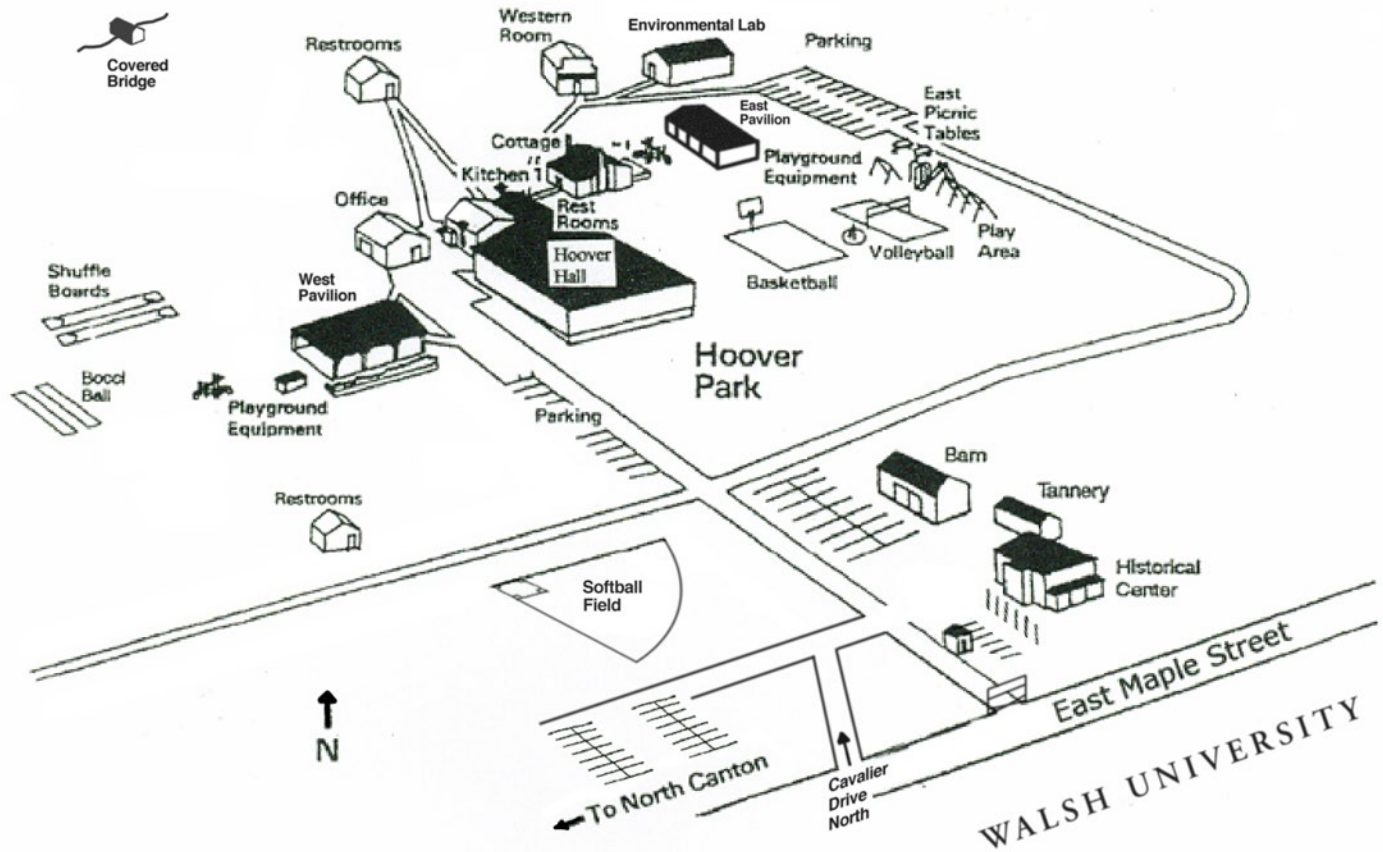 Covered
Bridge
Restrooms
Western
Room
Environmental Lab
Parking
East
Picnic
Tables
East
Pavilion
Cottage
Kitchen
Playground
Equipment
Office
Rest
Rooms
Hoover
Hall
Play
Area
Volleyball
Basketball
Shuffle
Boards
West
Pavilion
Bocci
Ball
Playground
Equipment
Hoover
Park
Parking
Restrooms
Barn
Tannery
Historical
Center
Softball
Field
East Maple Street
WALSH UNIVERSITY
N
To North Canton
Cavalier
Drive
North